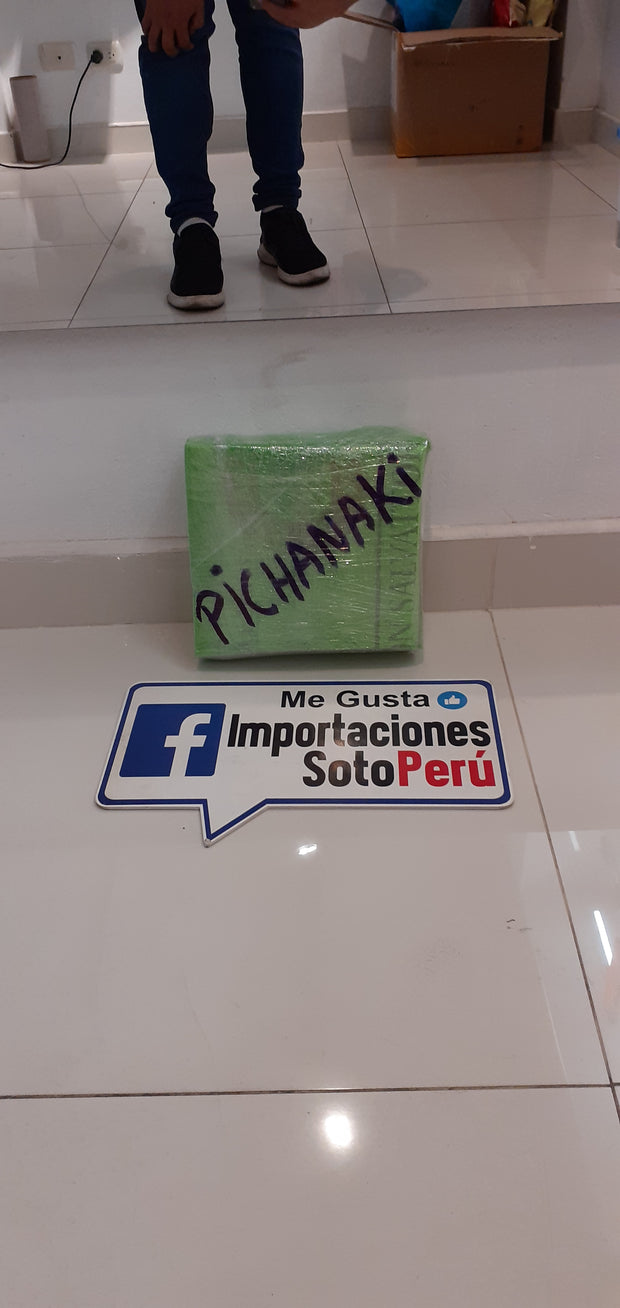 PiCHANAKi
Me Gusta
f Importaciones
SotoPerú